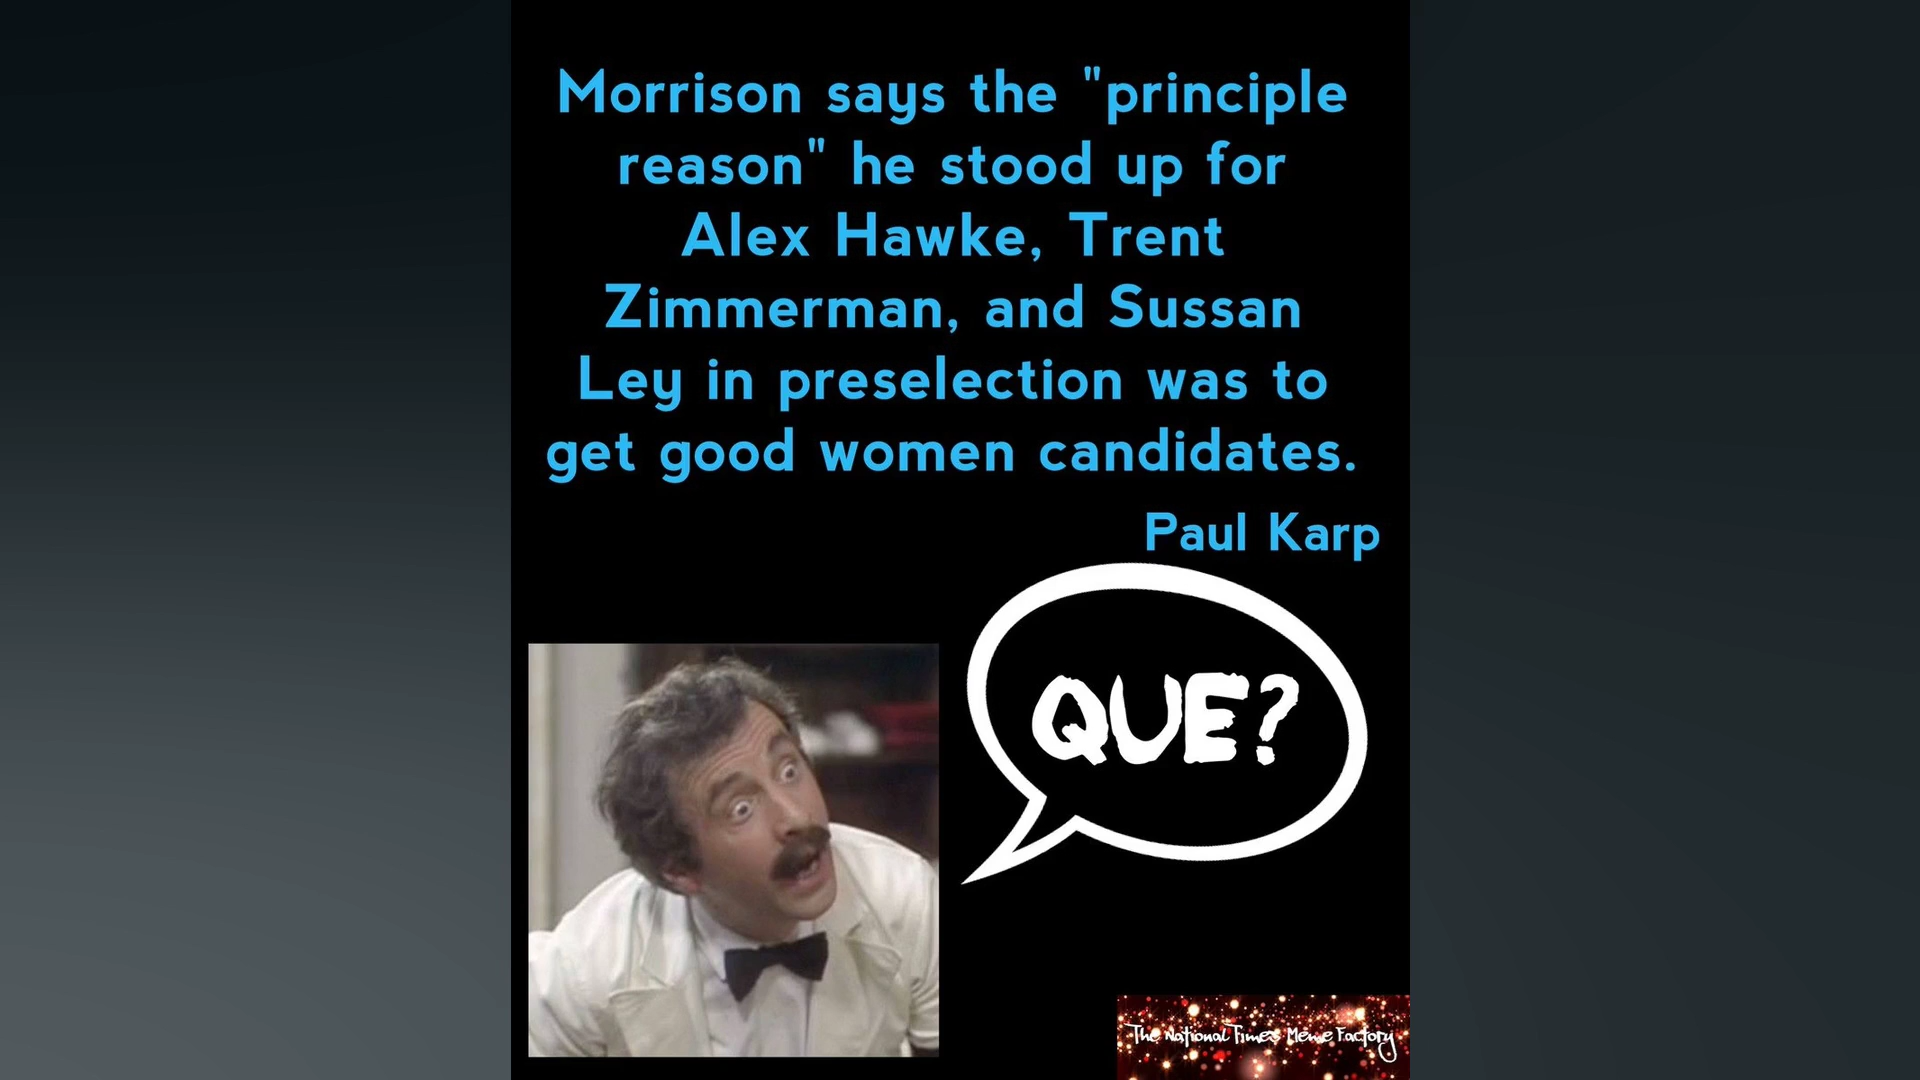 Morrison says the "principle
reason" he stood up for
Alex Hawke, Trent
Zimmerman, and Sussan
Ley in preselection was to
get good women candidates.
Paul Karp
QUE?
The National Times Meme Factory